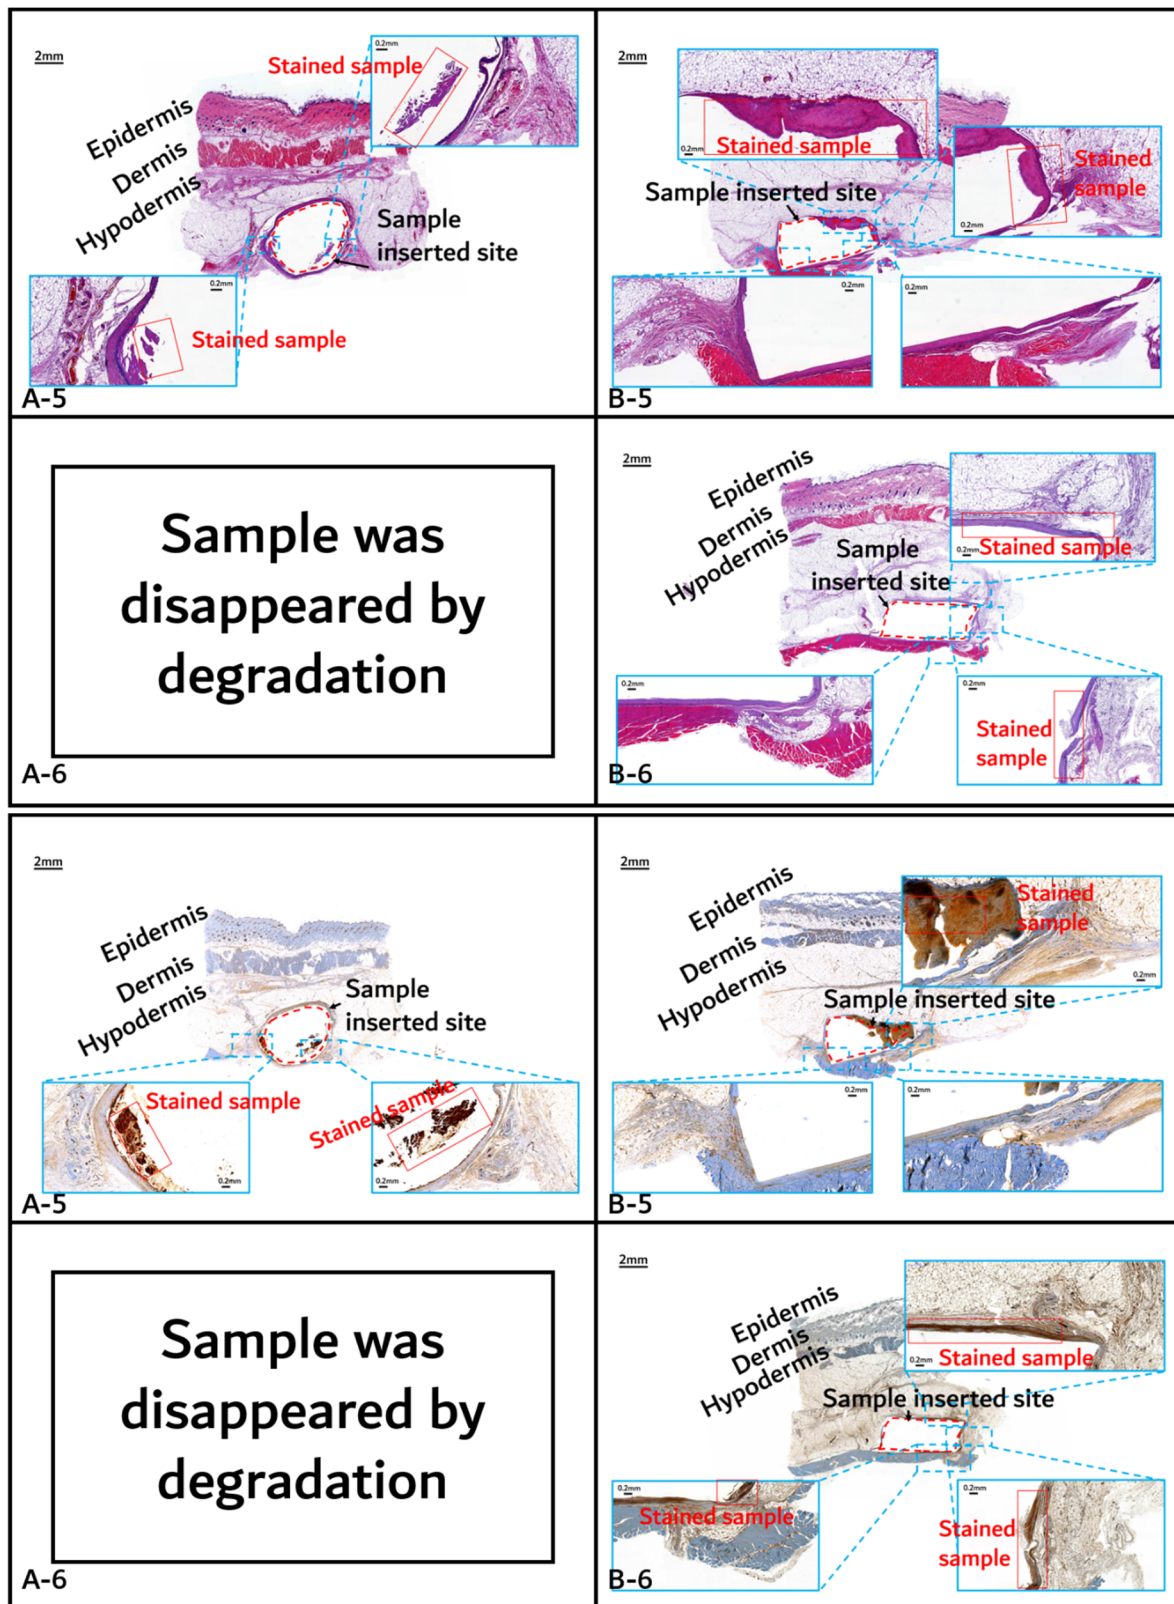 2mm
0.2mm
Stained sample
Epidermis
Dermis
Hypodermis
Sample
inserted site
0.2mm
Stained sample
A-5
Stained sample
0.2mm
Stained
sample
0.2mm
Sample inserted site
0.2mm
0.2mm
B-5
Sample was
disappeared by
degradation
A-6
2mm
Epidermis
Dermis
Hypodermis
Sample
inserted site
0.2mm
Stained sample
0.2mm
0.2mm
Stained
sample
B-6
2mm
Epidermis
Dermis
Hypodermis
Sample
inserted site
Stained sample
0.2mm
Stained sample
0.2mm
A-5
2mm
Epidermis
Dermis
Hypodermis
Stained
sample
0.2mm
Sample inserted site
0.2mm
0.2mm
B-5
Sample was
disappeared by
degradation
A-6
2mm
Epidermis
Dermis
Hypodermis
0.2mm
Stained sample
Sample inserted site
0.2mm
Stained sample
0.2mm
Stained
sample
B-6